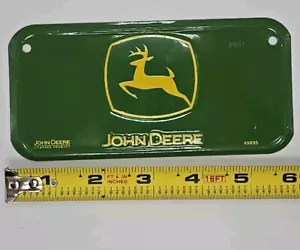 JOHN DEERE
JOHN DEERE
LICENSED PRODUCT
1 2 3 4 5 6
16FT